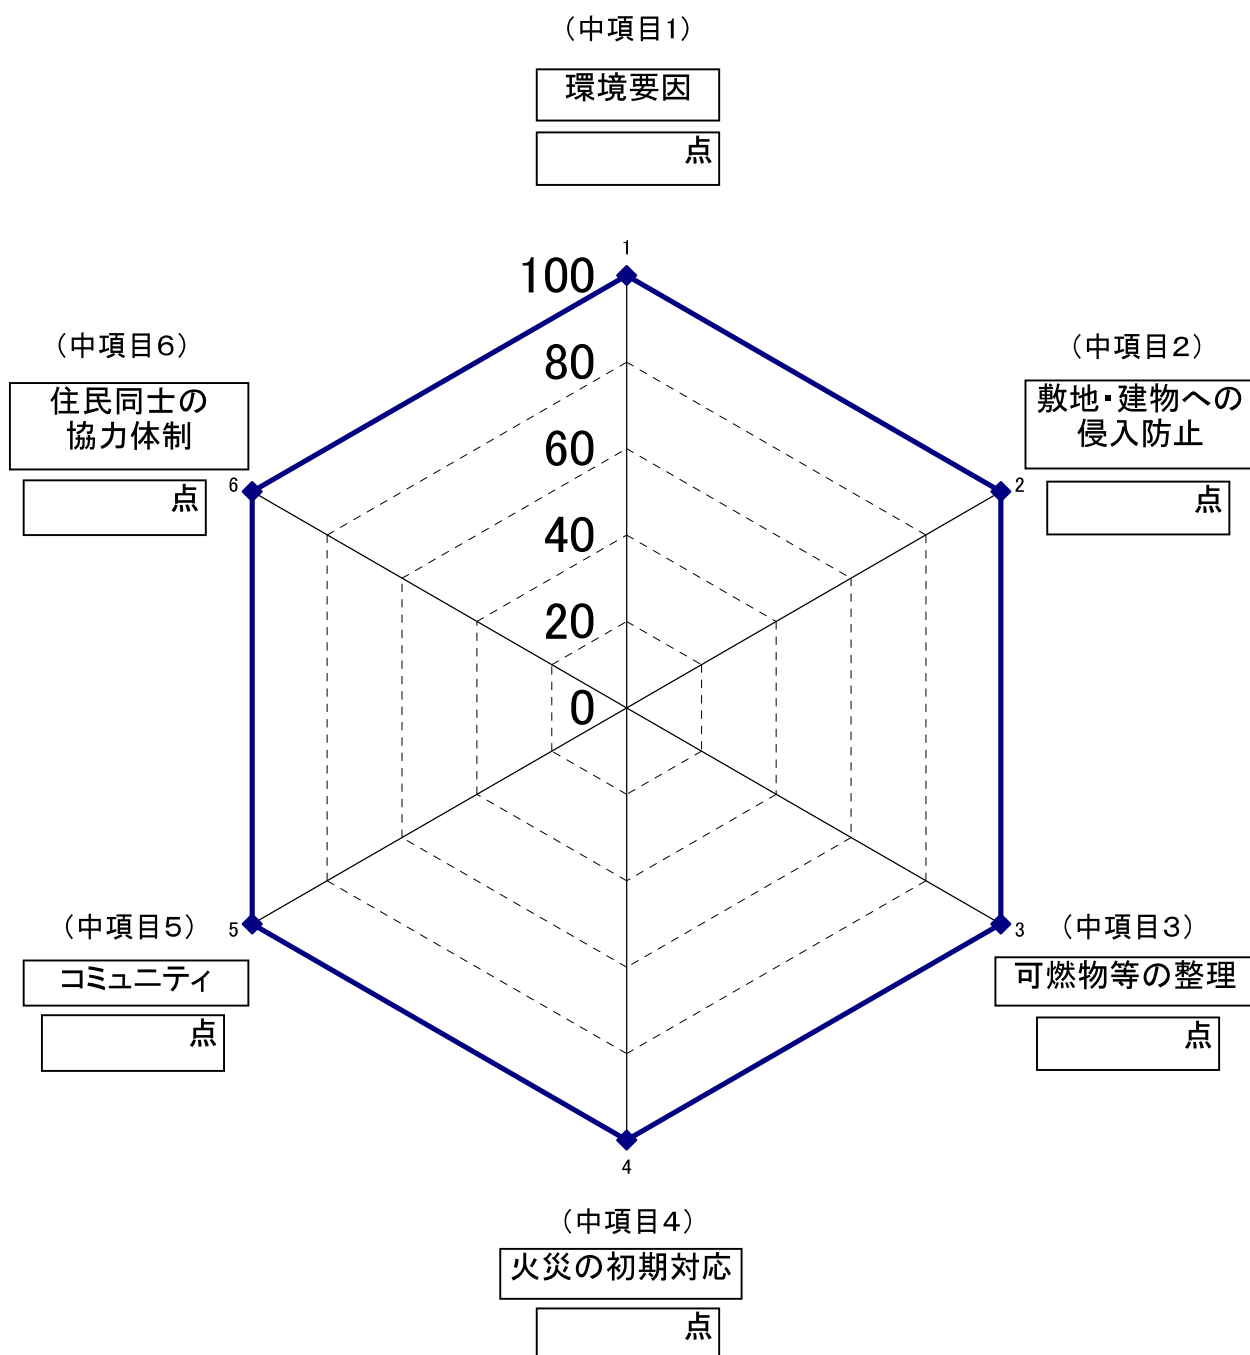 （中項目1）
環境要因
点
1
100
80
60
40
20
0
（中項目6）
住民同士の
協力体制
点
6
（中項目2）
敷地・建物への
侵入防止
点
2
（中項目5）
コミュニティ
点
5
（中項目3）
可燃物等の整理
点
3
4
（中項目4）
火災の初期対応
点